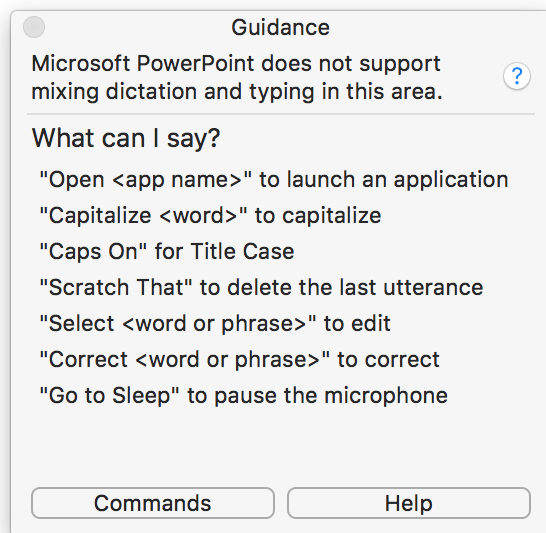 Guidance
Microsoft PowerPoint does not support
mixing dictation and typing in this area.
?
What can I say?
"Open <app name>" to launch an application
"Capitalize <word>" to capitalize
"Caps On" for Title Case
"Scratch That" to delete the last utterance
"Select <word or phrase>" to edit
"Correct <word or phrase>" to correct
"Go to Sleep" to pause the microphone
Commands
Help